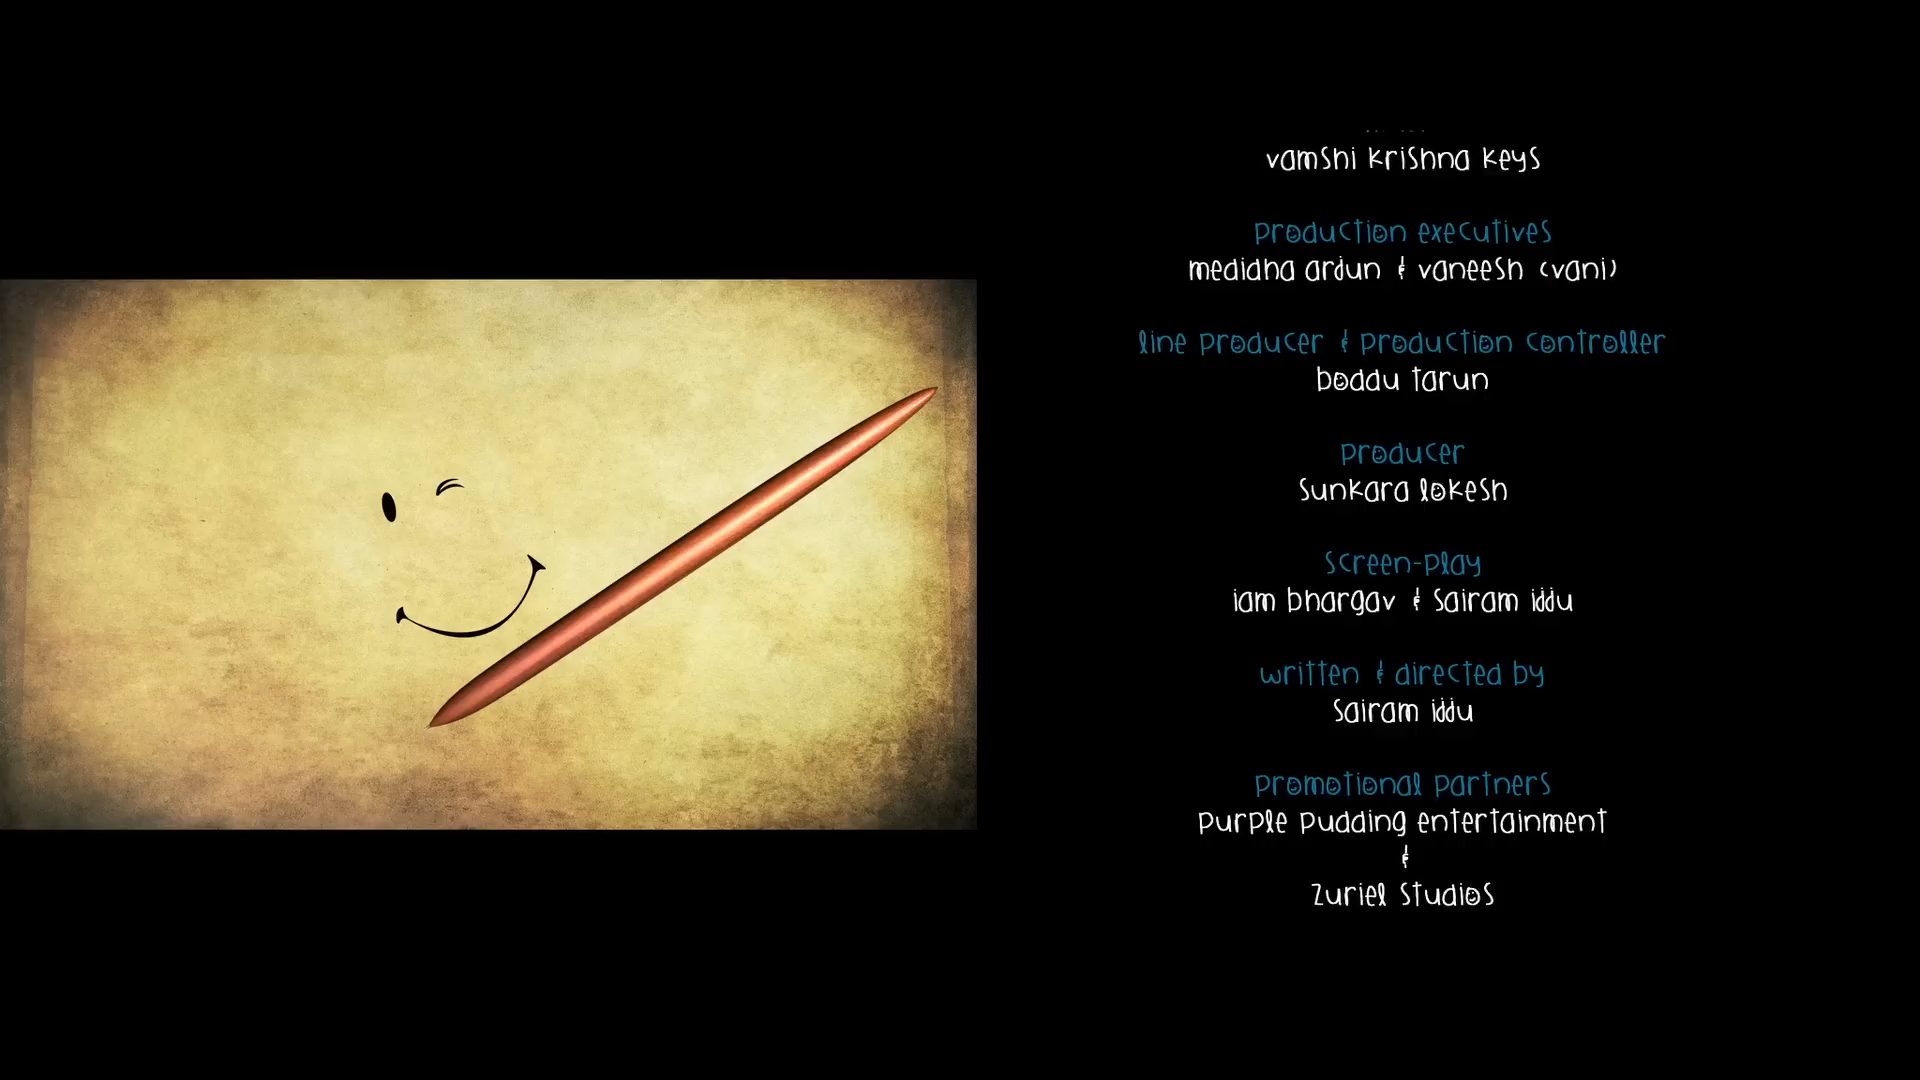 vamshi krishna keys
production executives
medidha arjun & vaneesh (vani)
line producer & production controller
boddu tarun
producer
sunkara lokesh
screen-play
iam bhargav & sairam iddu
written & directed by
sairam iddu
promotional partners
purple pudding entertainment
&
zuriel studios